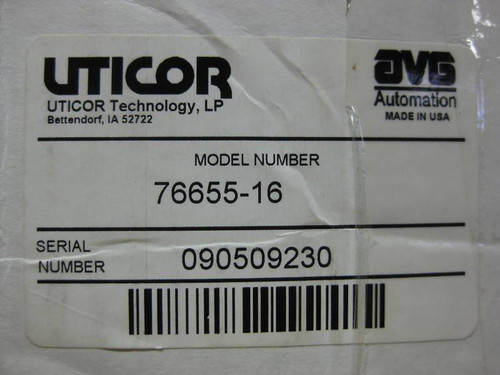 UTICOR
UTICOR Technology, LP
Bettendorf, IA 52722
AVG
Automation
MADE IN USA
MODEL NUMBER
76655-16
SERIAL NUMBER
090509230